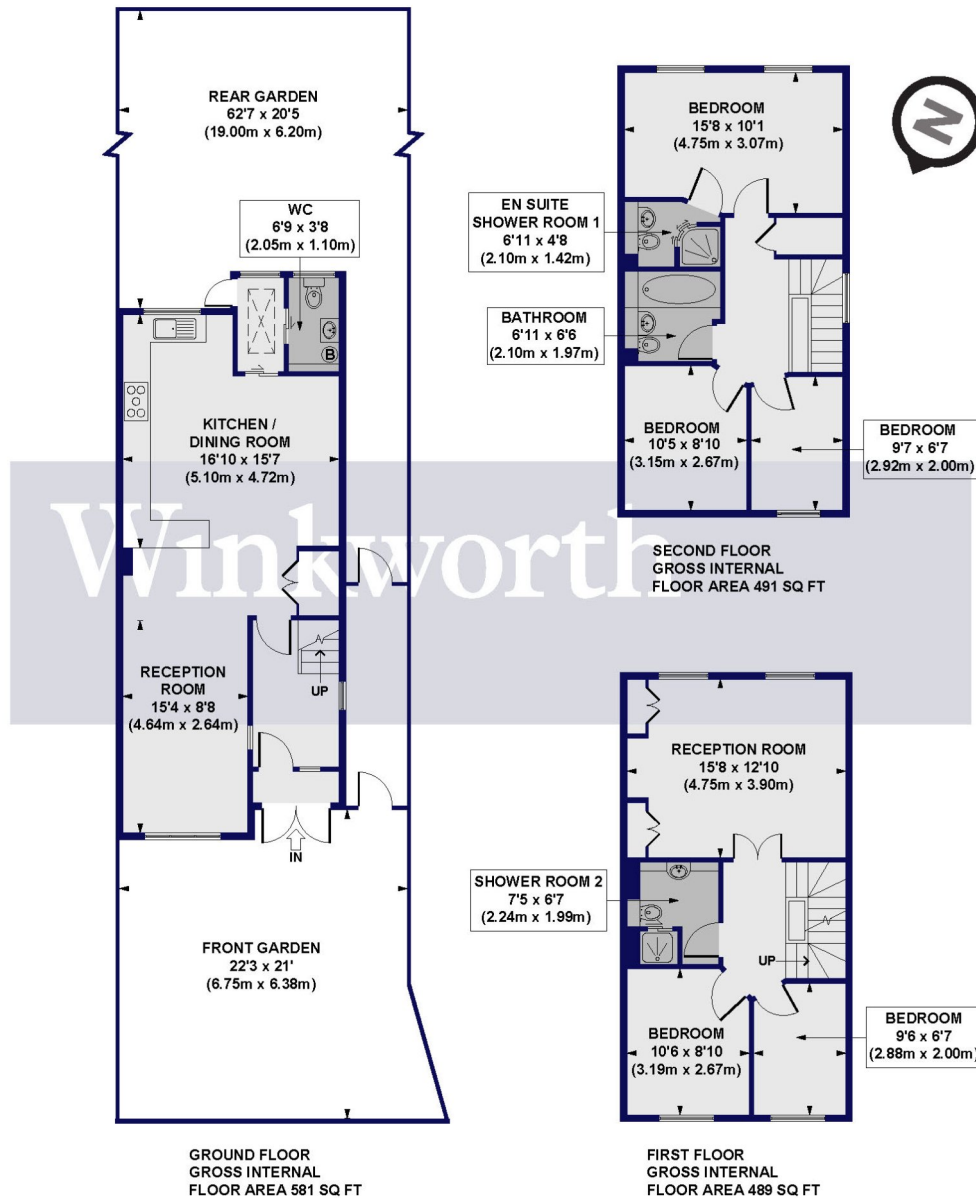 REAR GARDEN
62'7 x 20'5
(19.00m x 6.20m)
WC
6'9 x 3'8
(2.05m x 1.10m)
B
KITCHEN /
DINING ROOM
16'10 x 15'7
(5.10m x 4.72m)
Winkworth
RECEPTION
ROOM
15'4 x 8'8
(4.64m x 2.64m)
UP
IN
FRONT GARDEN
22'3 x 21'
(6.75m x 6.38m)
GROUND FLOOR
GROSS INTERNAL
FLOOR AREA 581 SQ FT
N
BEDROOM
15'8 x 10'1
(4.75m x 3.07m)
EN SUITE
SHOWER ROOM 1
6'11 x 4'8
(2.10m x 1.42m)
BATHROOM
6'11 x 6'6
(2.10m x 1.97m)
BEDROOM
10'5 x 8'10
(3.15m x 2.67m)
BEDROOM
9'7 x 6'7
(2.92m x 2.00m)
SECOND FLOOR
GROSS INTERNAL
FLOOR AREA 491 SQ FT
RECEPTION ROOM
15'8 x 12'10
(4.75m x 3.90m)
SHOWER ROOM 2
7'5 x 6'7
(2.24m x 1.99m)
UP
BEDROOM
10'6 x 8'10
(3.19m x 2.67m)
BEDROOM
9'6 x 6'7
(2.88m x 2.00m)
FIRST FLOOR
GROSS INTERNAL
FLOOR AREA 489 SQ FT